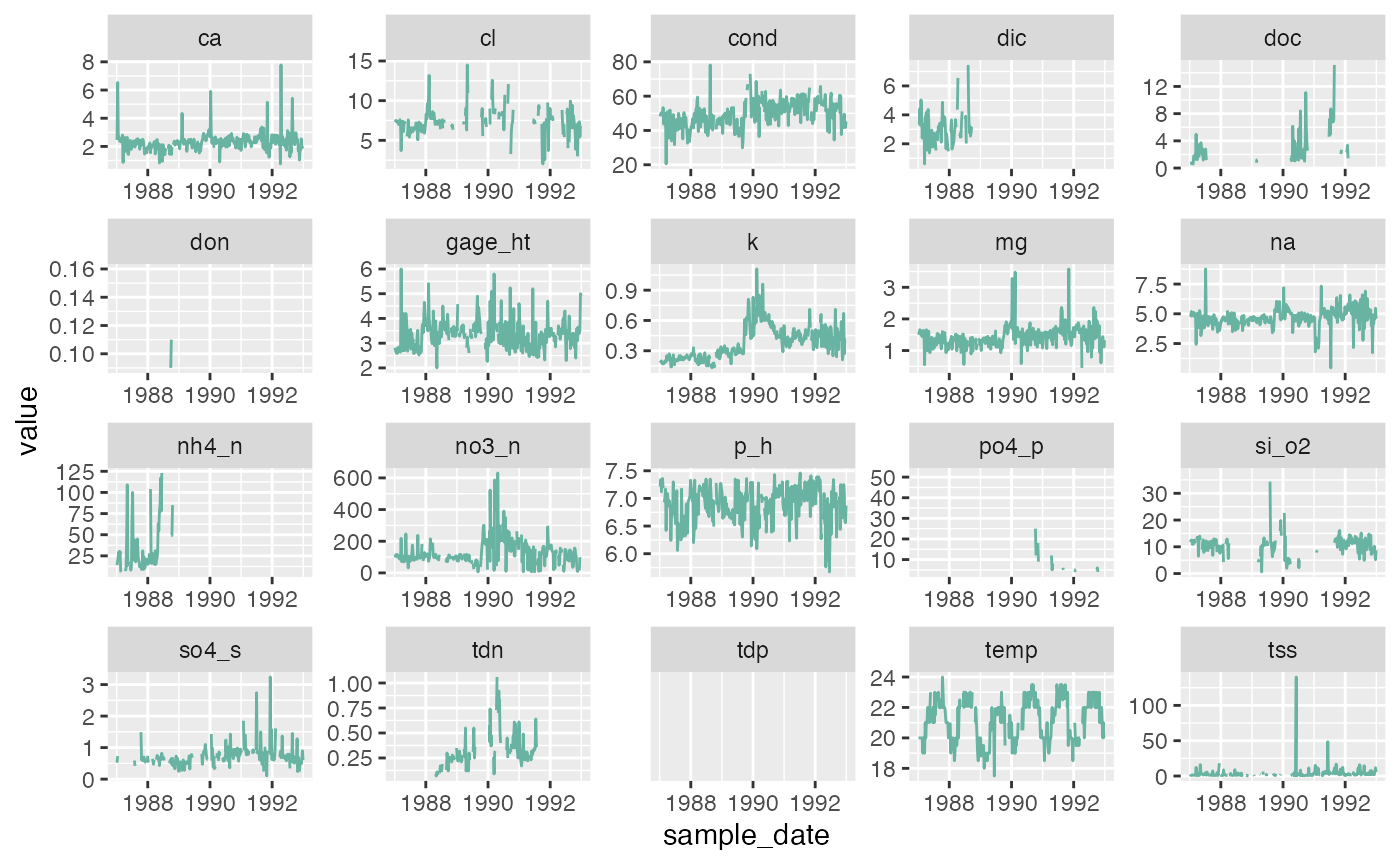 ca cl cond dic doc
8 6 4 2
15 10 5
80 60 40 20
6 4 2
12 8 4 0
1988 1990 1992 1988 1990 1992 1988 1990 1992 1988 1990 1992 1988 1990 1992
don gage_ht k mg na
0.16 0.14 0.12 0.10
6 5 4 3 2
0.9 0.6 0.3
3 2 1
7.5 5.0 2.5
1988 1990 1992 1988 1990 1992 1988 1990 1992 1988 1990 1992 1988 1990 1992
value
nh4_n no3_n p_h po4_p si_o2
125 100 75 50 25
600 400 200 0
7.5 7.0 6.5 6.0
50 40 30 20 10
30 20 10 0
1988 1990 1992 1988 1990 1992 1988 1990 1992 1988 1990 1992 1988 1990 1992
so4_s tdn tdp temp tss
3 2 1 0
1.00 0.75 0.50 0.25
24 22 20 18
100 50 0
1988 1990 1992 1988 1990 1992 1988 1990 1992 1988 1990 1992 1988 1990 1992
sample_date